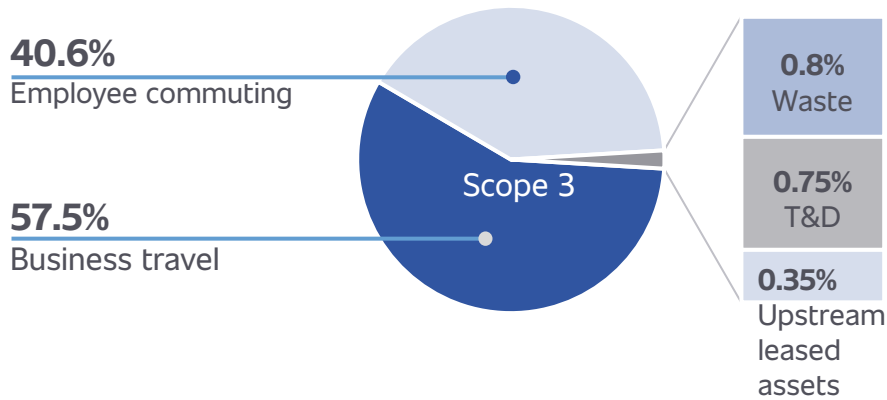 40.6%
Employee commuting
57.5%
Business travel
Scope 3
0.8%
Waste
0.75%
T&D
0.35%
Upstream
leased
assets